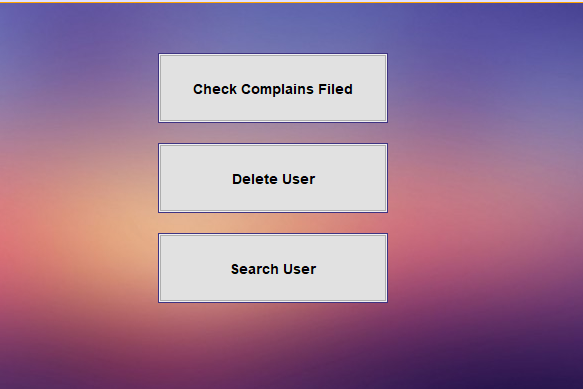 Check Complains Filed
Delete User
Search User